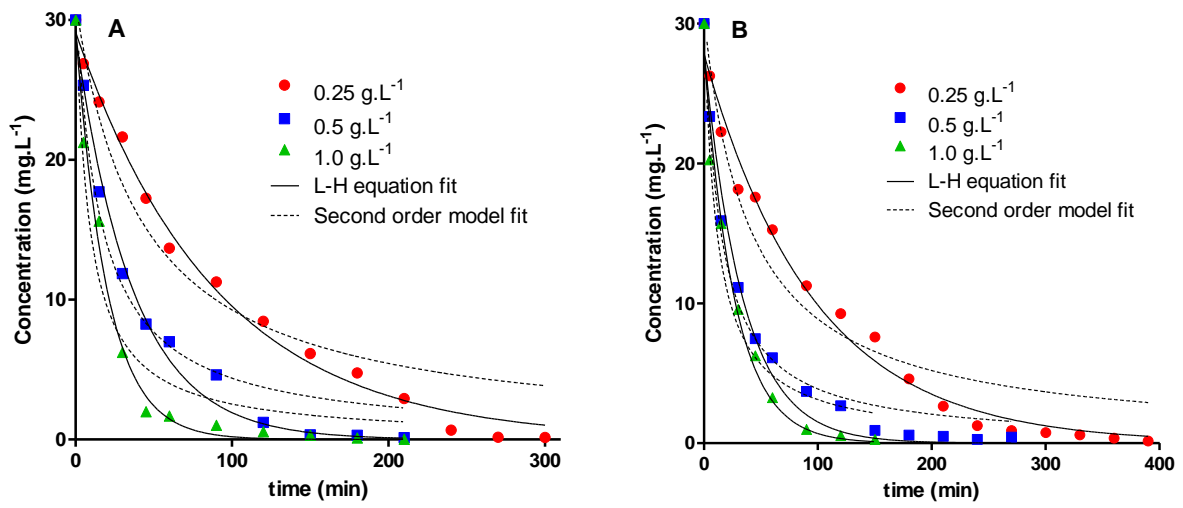 A
30
20
10
0
0
100
200
300
Concentration (mg.L⁻¹)
time (min)
0.25 g.L⁻¹
0.5 g.L⁻¹
1.0 g.L⁻¹
L-H equation fit
Second order model fit
B
30
20
10
0
0
100
200
300
400
Concentration (mg.L⁻¹)
time (min)
0.25 g.L⁻¹
0.5 g.L⁻¹
1.0 g.L⁻¹
L-H equation fit
Second order model fit